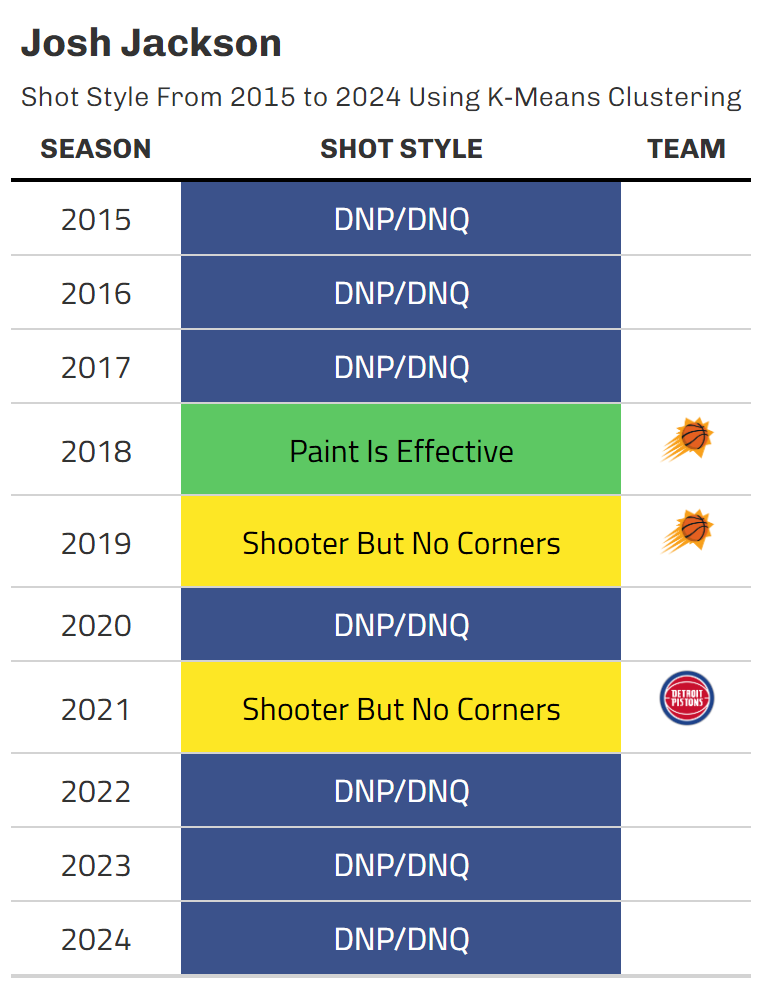 Josh Jackson
Shot Style From 2015 to 2024 Using K-Means Clustering
SEASON SHOT STYLE TEAM
2015 DNP/DNQ
2016 DNP/DNQ
2017 DNP/DNQ
2018 Paint Is Effective
2019 Shooter But No Corners
2020 DNP/DNQ
2021 Shooter But No Corners DETROIT PISTONS
2022 DNP/DNQ
2023 DNP/DNQ
2024 DNP/DNQ